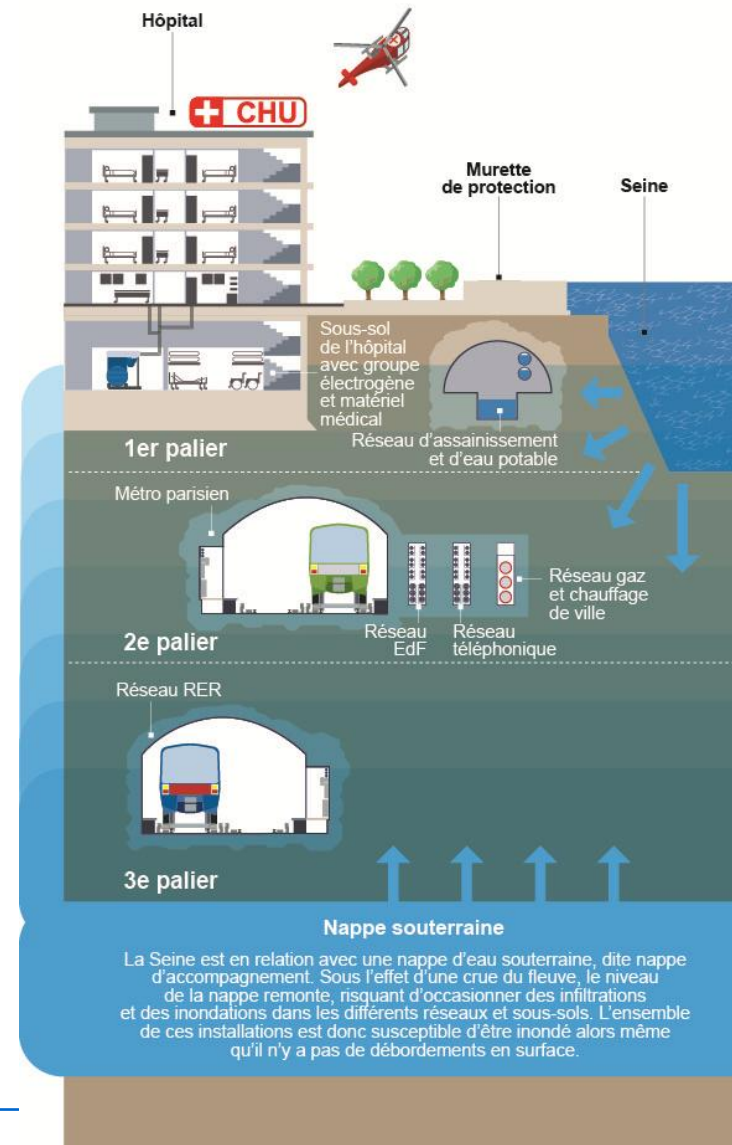 Hôpital
CHU
Murette
de protection
Seine
Sous-sol
de l’hôpital
avec groupe
électrogène
et matériel
médical
Réseau d’assainissement
et d’eau potable
1er palier
Métro parisien
Réseau gaz
et chauffage
de ville
Réseau
EdF
Réseau
téléphonique
2e palier
Réseau RER
3e palier
Nappe souterraine
La Seine est en relation avec une nappe d’eau souterraine, dite nappe
d’accompagnement. Sous l’effet d’une crue du fleuve, le niveau
de la nappe remonte, risquant d’occasionner des infiltrations
et des inondations dans les différents réseaux et sous-sols. L’ensemble
de ces installations est donc susceptible d’être inondé alors même
qu’il n’y a pas de débordements en surface.